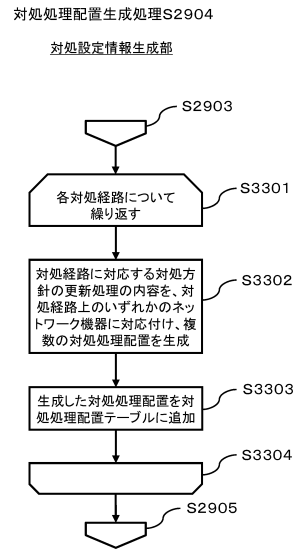 対処処理配置生成処理S2904
対処設定情報生成部
S2903
各対処経路について
繰り返す
S3301
対処経路に対応する対処方
針の更新処理の内容を、対
処経路上のいずれかのネッ
トワーク機器に対応付け、複
数の対処処理配置を生成
S3302
生成した対処処理配置を対
処処理配置テーブルに追加
S3303
S3304
S2905